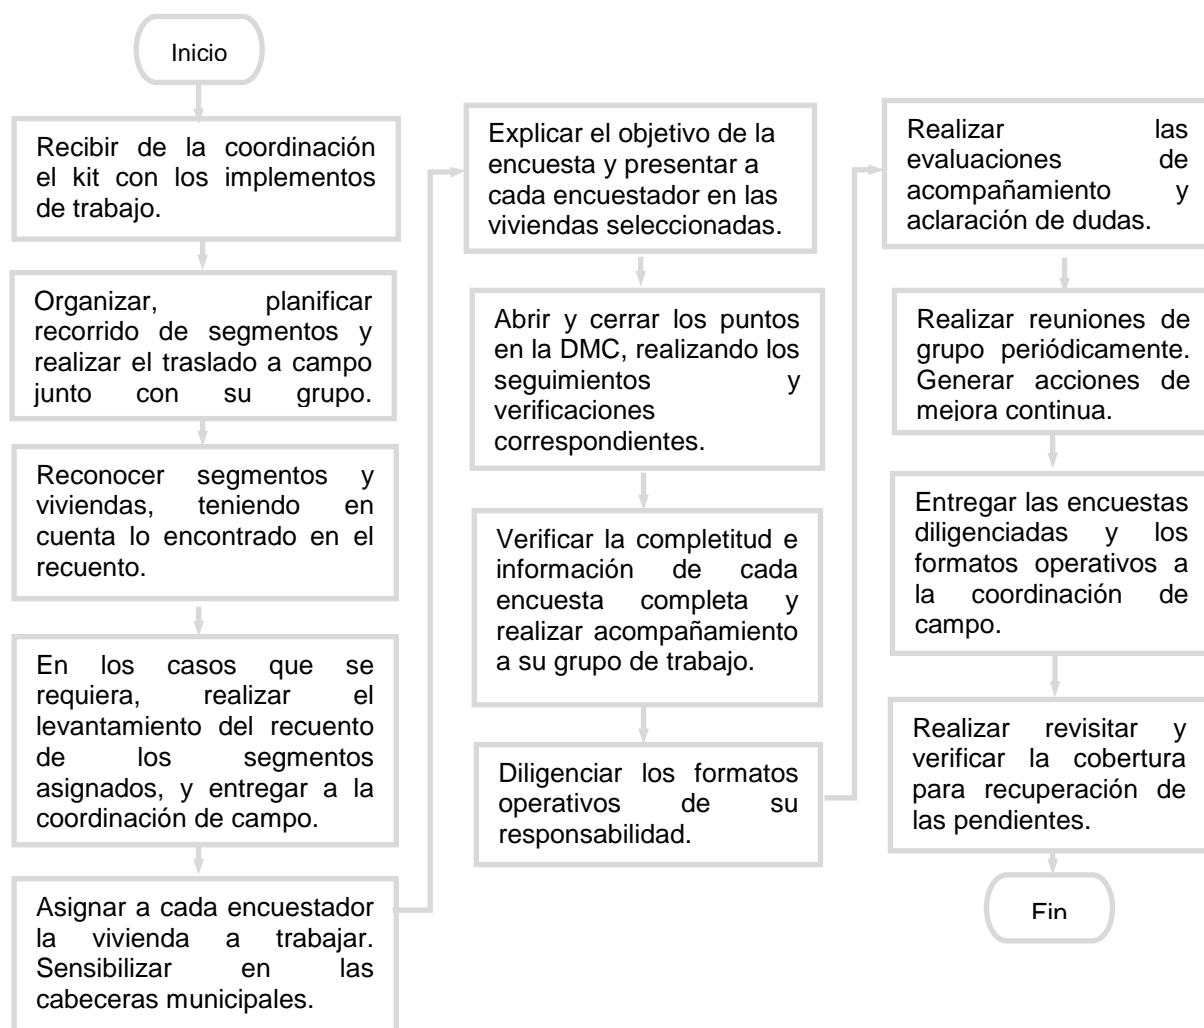 Inicio
Recibir de la coordinación
el kit con los implementos
de trabajo.
Organizar, planificar
recorrido de segmentos y
realizar el traslado a campo
junto con su grupo.
Reconocer segmentos y
viviendas, teniendo en
cuenta lo encontrado en el
recuento.
En los casos que se
requiera, realizar el
levantamiento del recuento
de los segmentos
asignados, y entregar a la
coordinación de campo.
Asignar a cada encuestador
la vivienda a trabajar.
Sensibilizar en las
cabeceras municipales.
Explicar el objetivo de la
encuesta y presentar a
cada encuestador en las
viviendas seleccionadas.
Abrir y cerrar los puntos
en la DMC, realizando los
seguimientos y
verificaciones
correspondientes.
Verificar la completitud e
información de cada
encuesta completa y
realizar acompañamiento
a su grupo de trabajo.
Diligenciar los formatos
operativos de su
responsabilidad.
Realizar las
evaluaciones de
acompañamiento y
aclaración de dudas.
Realizar reuniones de
grupo periódicamente.
Generar acciones de
mejora continua.
Entregar las encuestas
diligenciadas y los
formatos operativos a
la coordinación de
campo.
Realizar revisitar y
verificar la cobertura
para recuperación de
las pendientes.
Fin